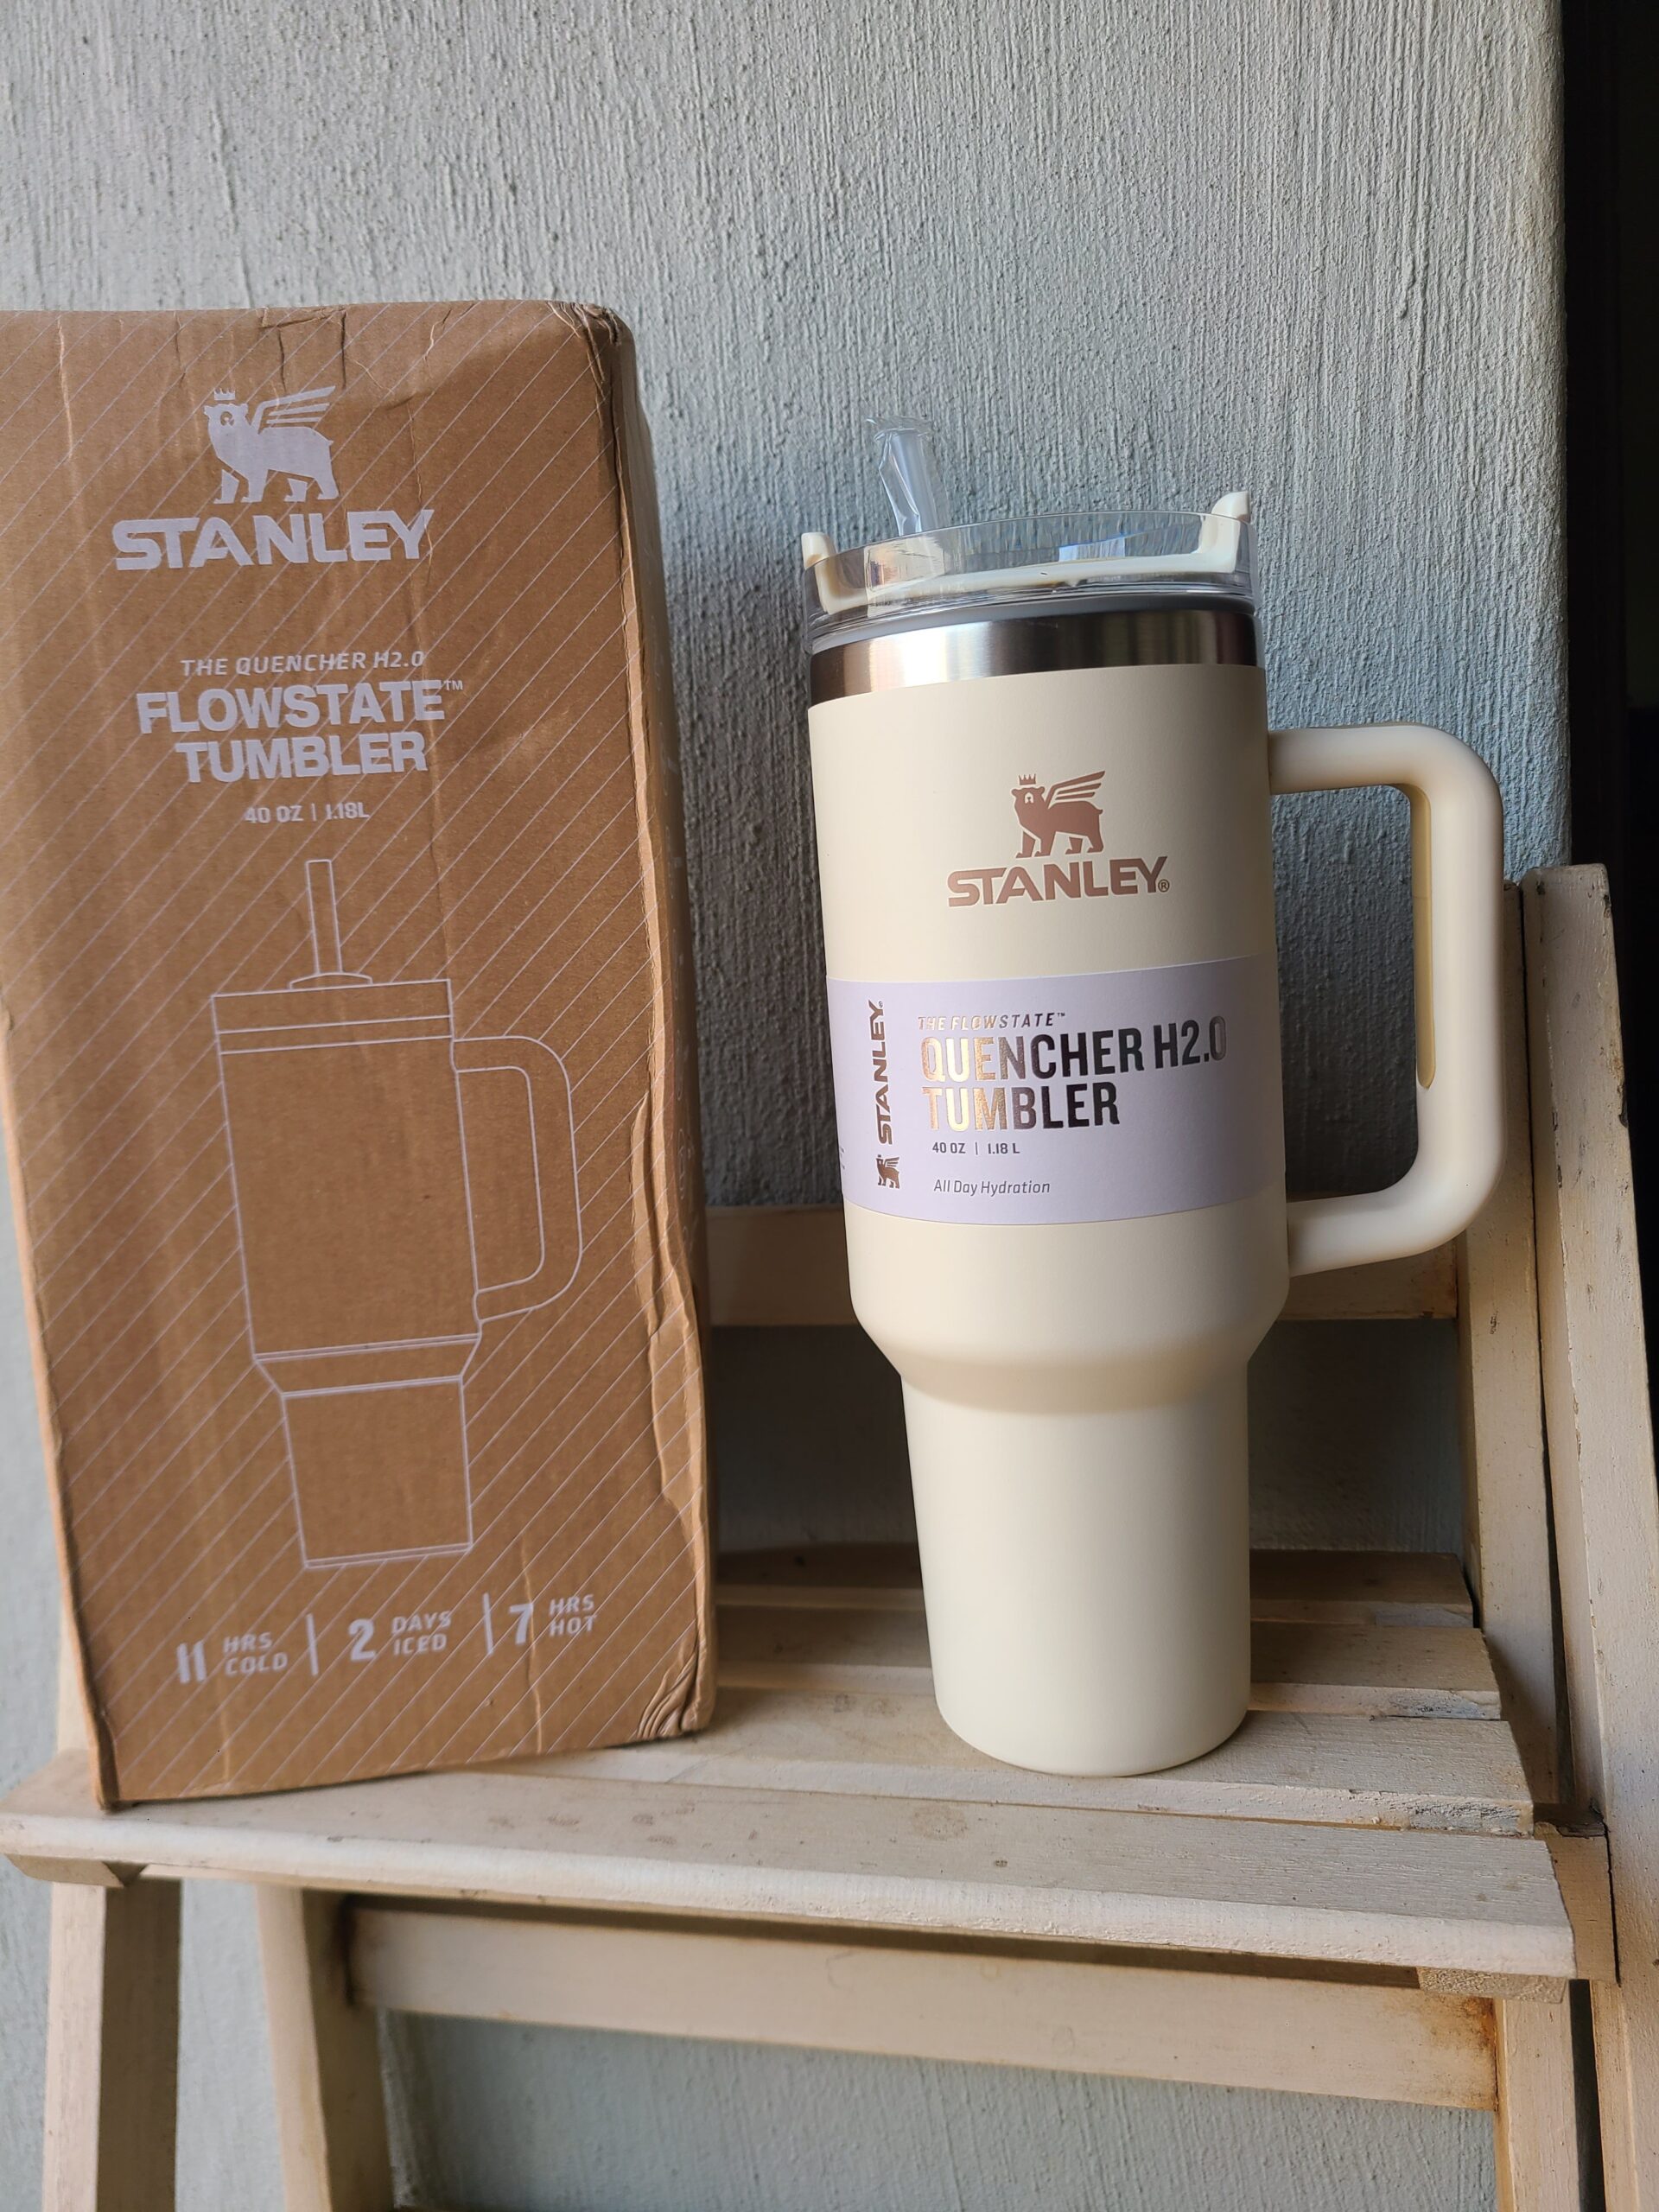 STANLEY
THE QUENCHER H2.0
FLOWSTATE™
TUMBLER
40 OZ | 1.18L
11 HRS COLD | 2 DAYS ICED | 7 HRS HOT
STANLEY®
STANLEY®
THE FLOWSTATE™
QUENCHER H2.0
TUMBLER
40 OZ | 1.18 L
All Day Hydration